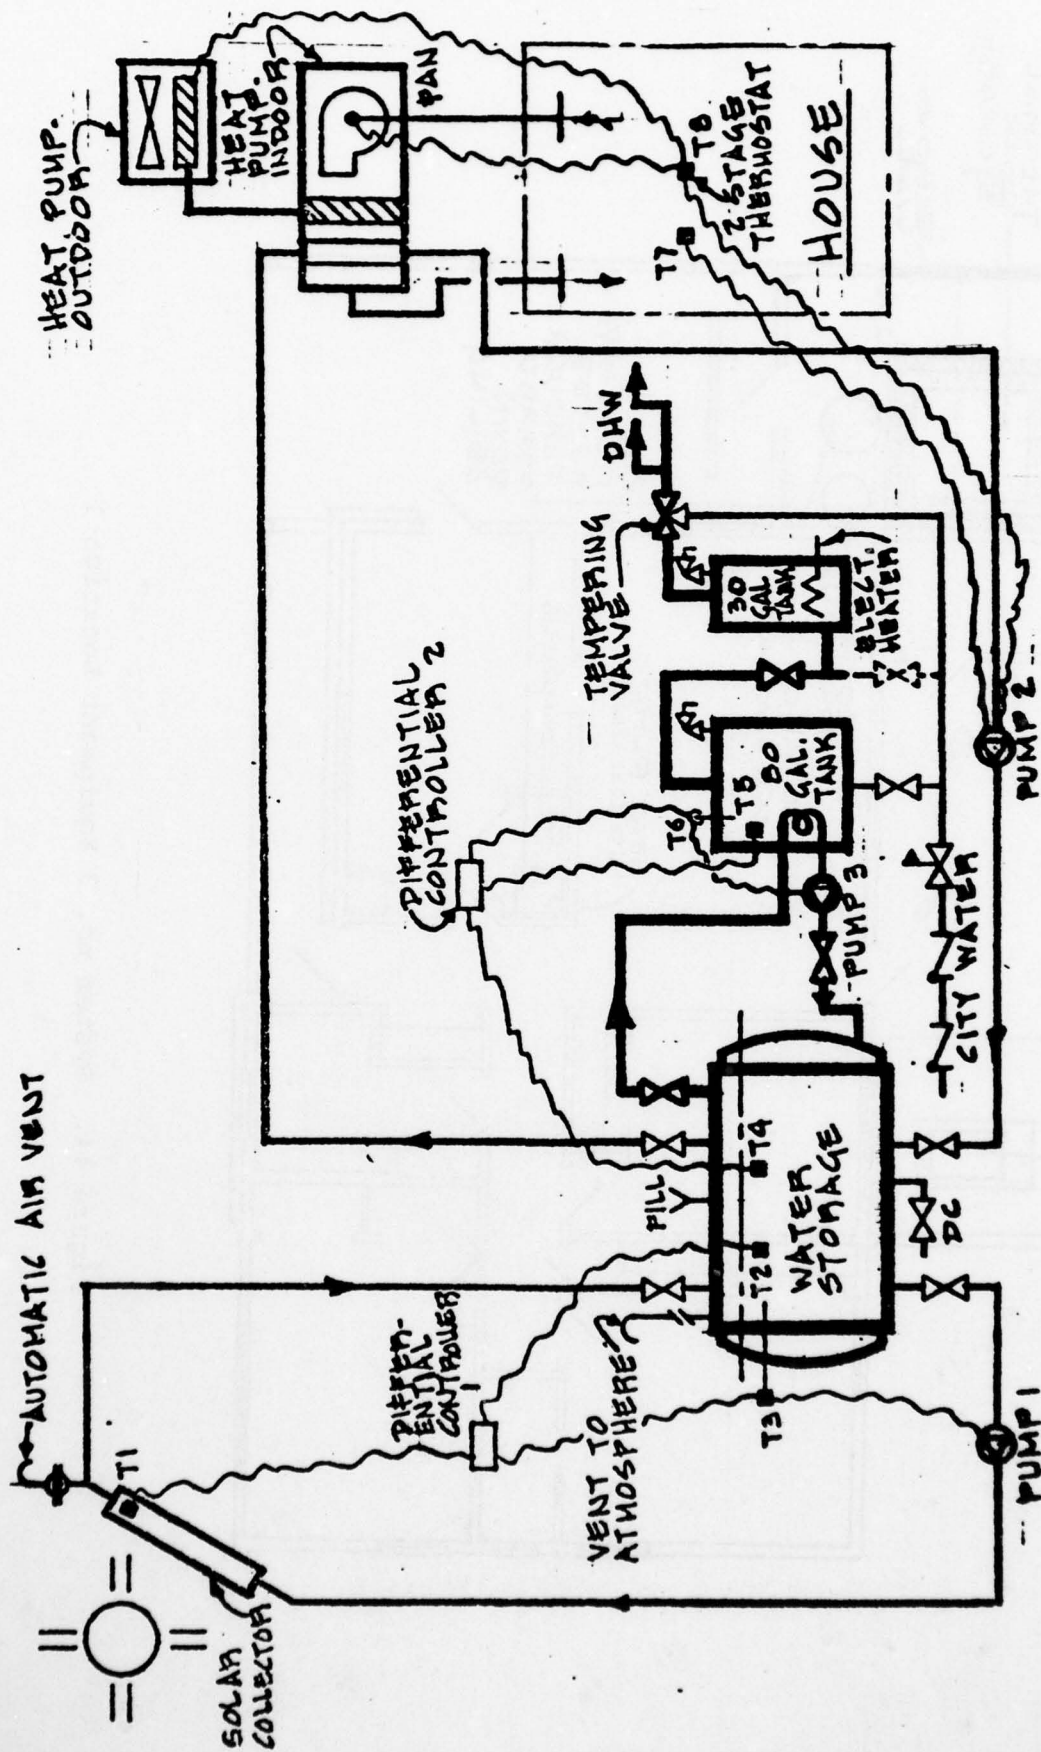 AUTOMATIC AIR VENT
T1
SOLAR
COLLECTOR
DIFFER-
ENTIAL
CONTROLLER
1
VENT TO
ATMOSPHERE
T3
PUMP 1
FILL
T2
T4
WATER
STORAGE
DC
DIFFERENTIAL
CONTROLLER 2
T6
T5
80
GAL.
TANK
PUMP 3
CITY WATER
TEMPERING
VALVE
DHW
30
GAL
TANK
ELECT.
HEATER
PUMP 2
HEAT PUMP-
OUTDOOR
HEAT
PUMP-
INDOOR
FAN
T7
T8
2-STAGE
THERMOSTAT
HOUSE